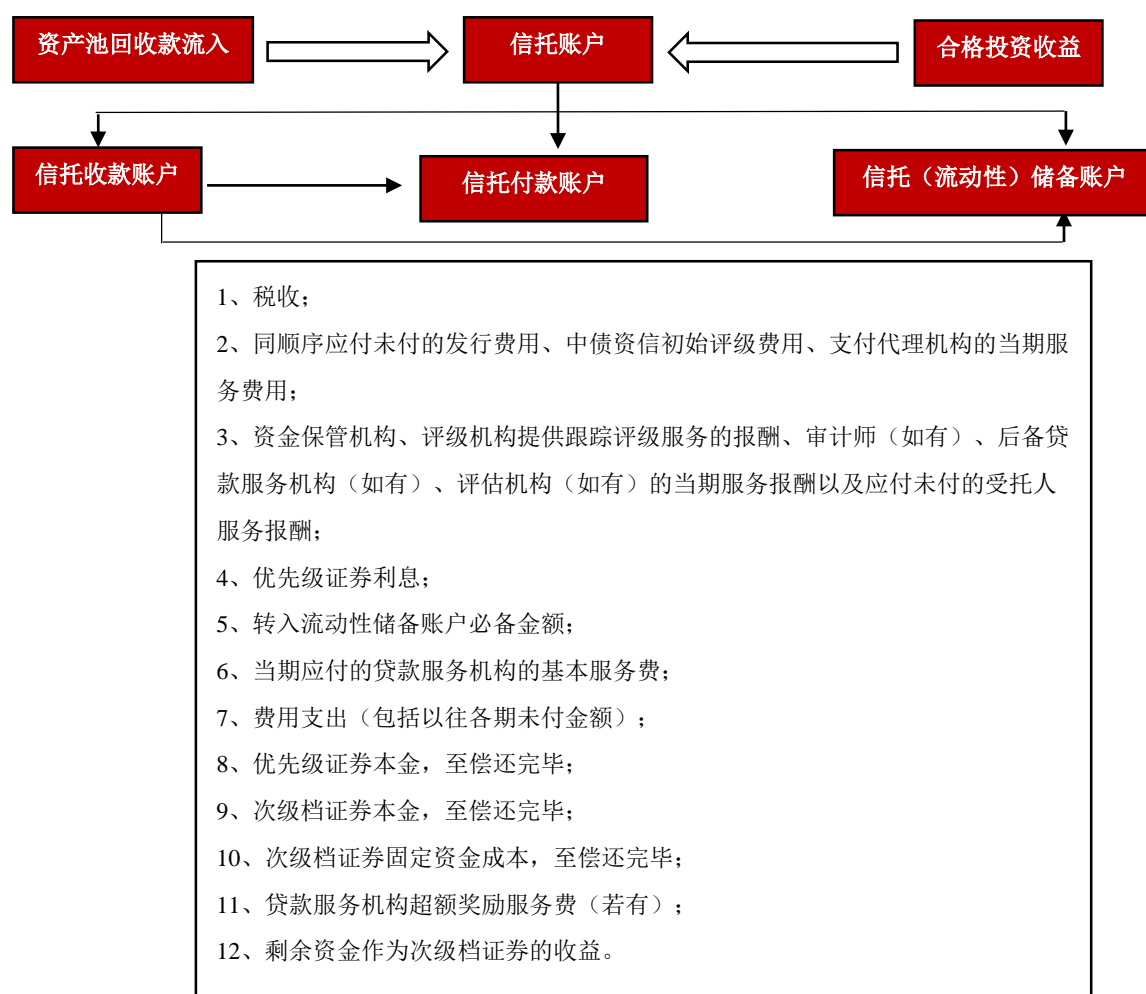 资产池回收款流入
信托账户
合格投资收益
信托收款账户
信托付款账户
信托（流动性）储备账户
1、税收；
2、同顺序应付未付的发行费用、中债资信初始评级费用、支付代理机构的当期服
务费用；
3、资金保管机构、评级机构提供跟踪评级服务的报酬、审计师（如有）、后备贷
款服务机构（如有）、评估机构（如有）的当期服务报酬以及应付未付的受托人
服务报酬；
4、优先级证券利息；
5、转入流动性储备账户必备金额；
6、当期应付的贷款服务机构的基本服务费；
7、费用支出（包括以往各期未付金额）；
8、优先级证券本金，至偿还完毕；
9、次级档证券本金，至偿还完毕；
10、次级档证券固定资金成本，至偿还完毕；
11、贷款服务机构超额奖励服务费（若有）；
12、剩余资金作为次级档证券的收益。